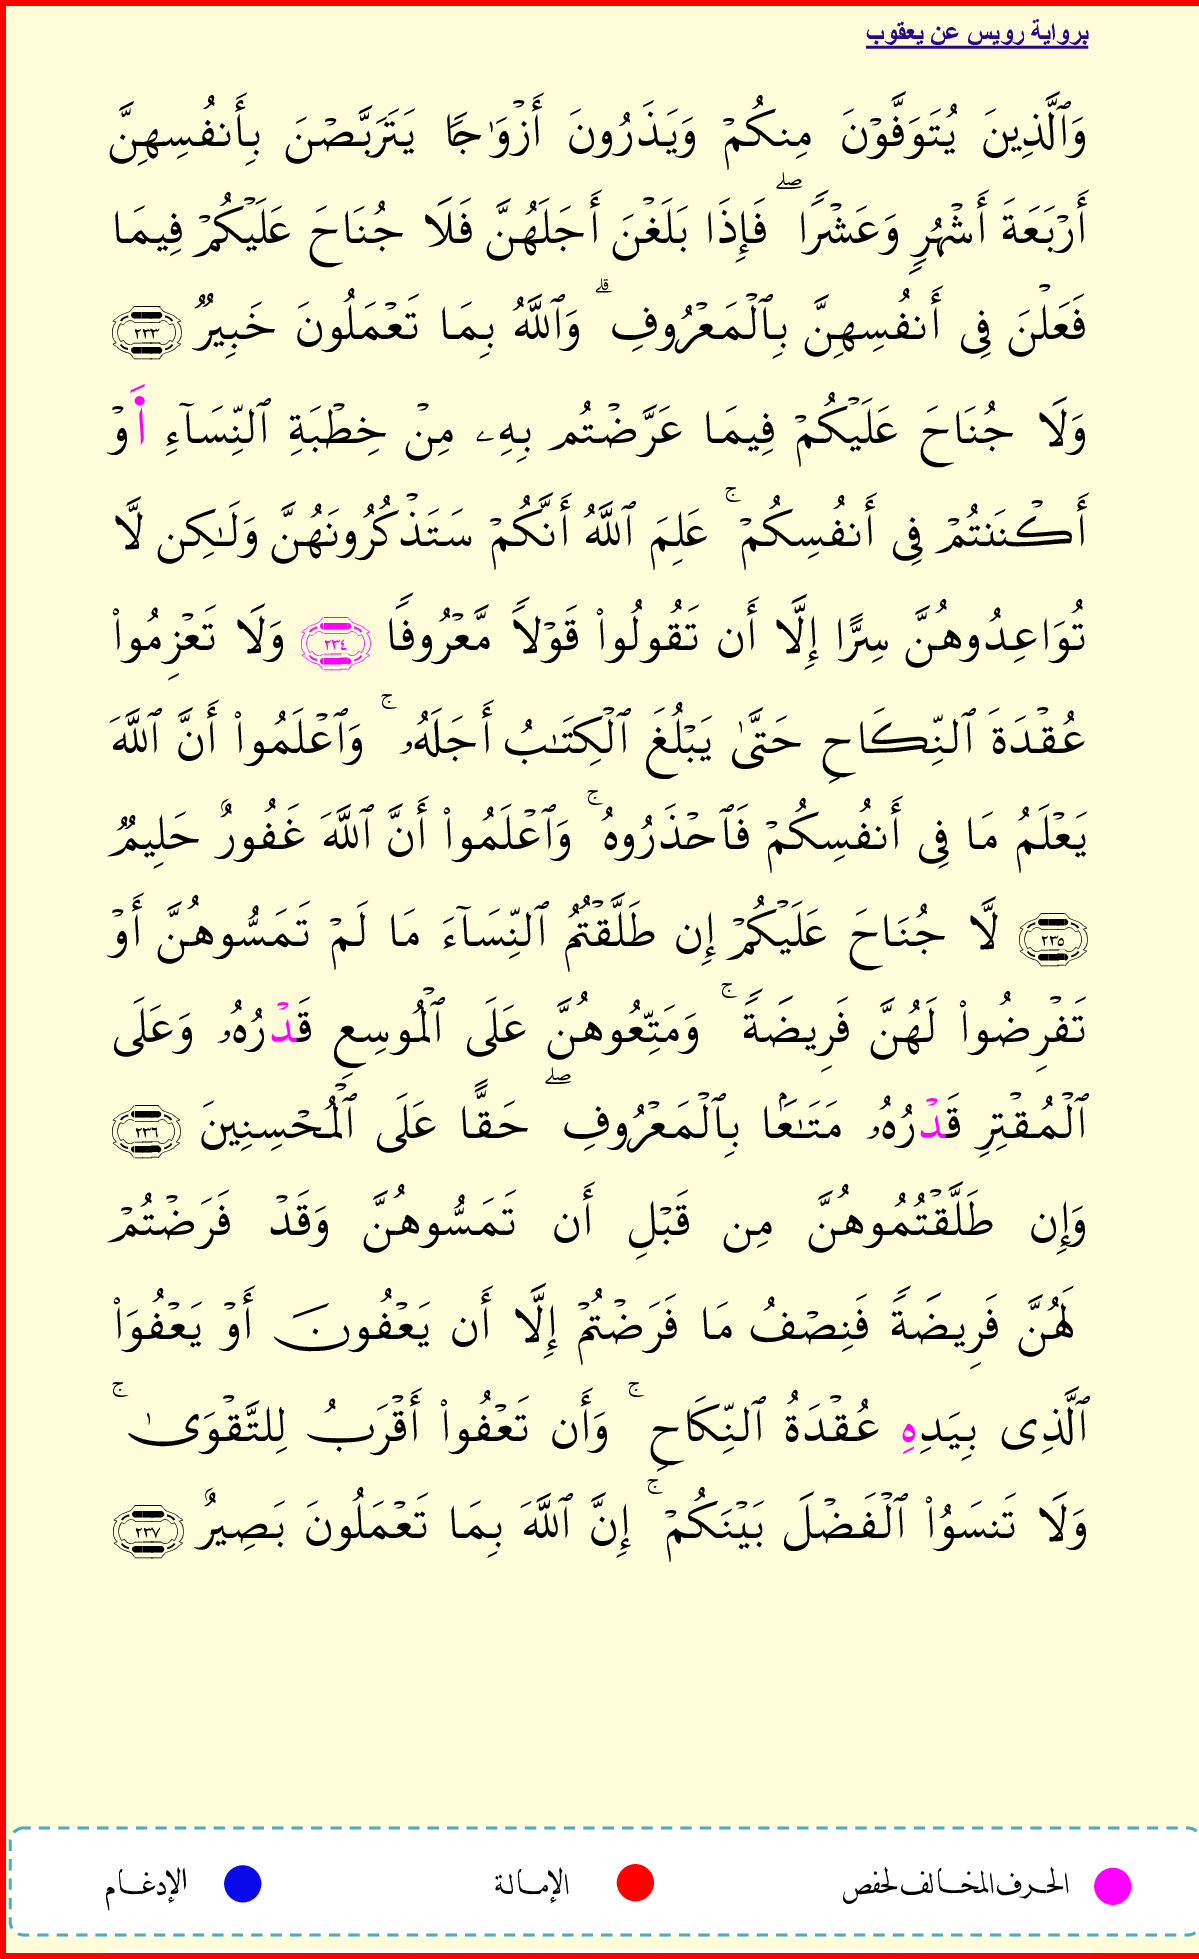 برواية رويس عن يعقوب
وَٱلَّذِينَ يُتَوَفَّوۡنَ مِنكُمۡ وَيَذَرُونَ أَزۡوَٰجٗا يَتَرَبَّصۡنَ بِأَنفُسِهِنَّ
أَرۡبَعَةَ أَشۡهُرٖ وَعَشۡرٗاۖ فَإِذَا بَلَغۡنَ أَجَلَهُنَّ فَلَا جُنَاحَ عَلَيۡكُمۡ فِيمَا
فَعَلۡنَ فِي أَنفُسِهِنَّ بِٱلۡمَعۡرُوفِۗ وَٱللَّهُ بِمَا تَعۡمَلُونَ خَبِيرٞ ٢٣٣
وَلَا جُنَاحَ عَلَيۡكُمۡ فِيمَا عَرَّضۡتُم بِهِۦ مِنۡ خِطۡبَةِ ٱلنِّسَآءِ اَ۬وۡ
أَكۡنَنتُمۡ فِي أَنفُسِكُمۡۚ عَلِمَ ٱللَّهُ أَنَّكُمۡ سَتَذۡكُرُونَهُنَّ وَلَٰكِن لَّا
تُوَاعِدُوهُنَّ سِرًّا إِلَّا أَن تَقُولُواْ قَوۡلٗا مَّعۡرُوفٗا ٢٣٤ وَلَا تَعۡزِمُواْ
عُقۡدَةَ ٱلنِّكَاحِ حَتَّىٰ يَبۡلُغَ ٱلۡكِتَٰبُ أَجَلَهُۥۚ وَٱعۡلَمُواْ أَنَّ ٱللَّهَ
يَعۡلَمُ مَا فِي أَنفُسِكُمۡ فَٱحۡذَرُوهُۚ وَٱعۡلَمُواْ أَنَّ ٱللَّهَ غَفُورٌ حَلِيمٞ
٢٣٥ لَّا جُنَاحَ عَلَيۡكُمۡ إِن طَلَّقۡتُمُ ٱلنِّسَآءَ مَا لَمۡ تَمَسُّوهُنَّ أَوۡ
تَفۡرِضُواْ لَهُنَّ فَرِيضَةٗۚ وَمَتِّعُوهُنَّ عَلَى ٱلۡمُوسِعِ قَدۡرُهُۥ وَعَلَى
ٱلۡمُقۡتِرِ قَدۡرُهُۥ مَتَٰعَۢا بِٱلۡمَعۡرُوفِۖ حَقًّا عَلَى ٱلۡمُحۡسِنِينَ ٢٣٦
وَإِن طَلَّقۡتُمُوهُنَّ مِن قَبۡلِ أَن تَمَسُّوهُنَّ وَقَدۡ فَرَضۡتُمۡ
لَهُنَّ فَرِيضَةٗ فَنِصۡفُ مَا فَرَضۡتُمۡ إِلَّا أَن يَعۡفُونَ أَوۡ يَعۡفُوَاْ
ٱلَّذِي بِيَدِهِ عُقۡدَةُ ٱلنِّكَاحِۚ وَأَن تَعۡفُواْ أَقۡرَبُ لِلتَّقۡوَىٰۚ
وَلَا تَنسَوُاْ ٱلۡفَضۡلَ بَيۡنَكُمۡۚ إِنَّ ٱللَّهَ بِمَا تَعۡمَلُونَ بَصِيرٌ ٢٣٧
الحرف المخالف لحفص الإمالة الإدغام